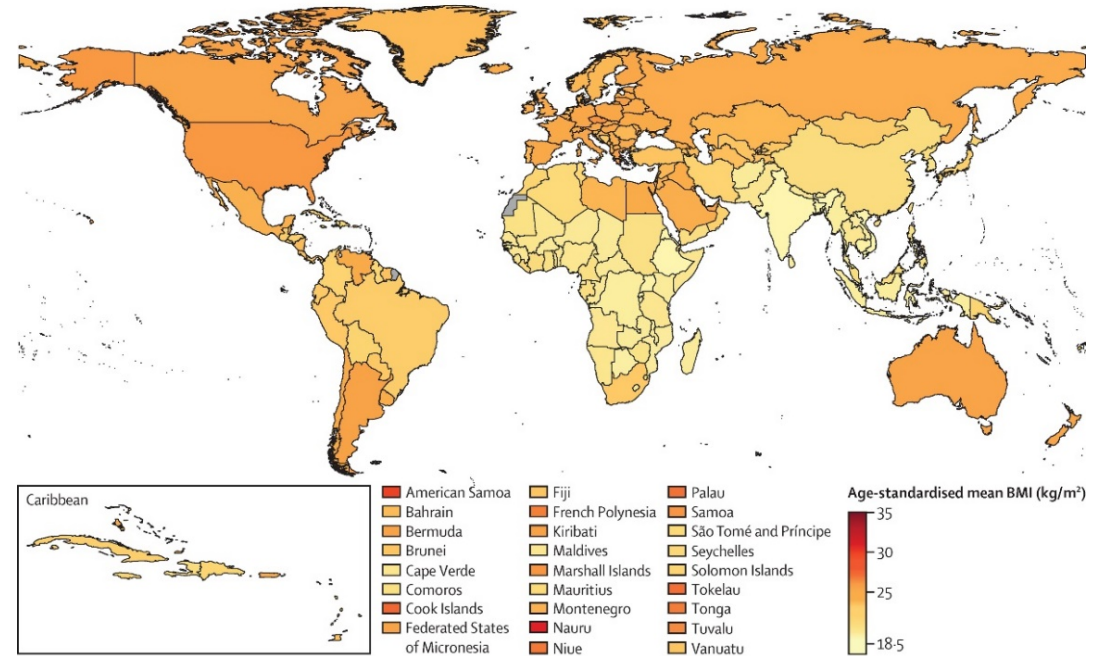 Caribbean
American Samoa
Bahrain
Bermuda
Brunei
Cape Verde
Comoros
Cook Islands
Federated States
of Micronesia
Fiji
French Polynesia
Kiribati
Maldives
Marshall Islands
Mauritius
Montenegro
Nauru
Niue
Palau
Samoa
São Tomé and Príncipe
Seychelles
Solomon Islands
Tokelau
Tonga
Tuvalu
Vanuatu
Age-standardised mean BMI (kg/m²)
35
30
25
18·5